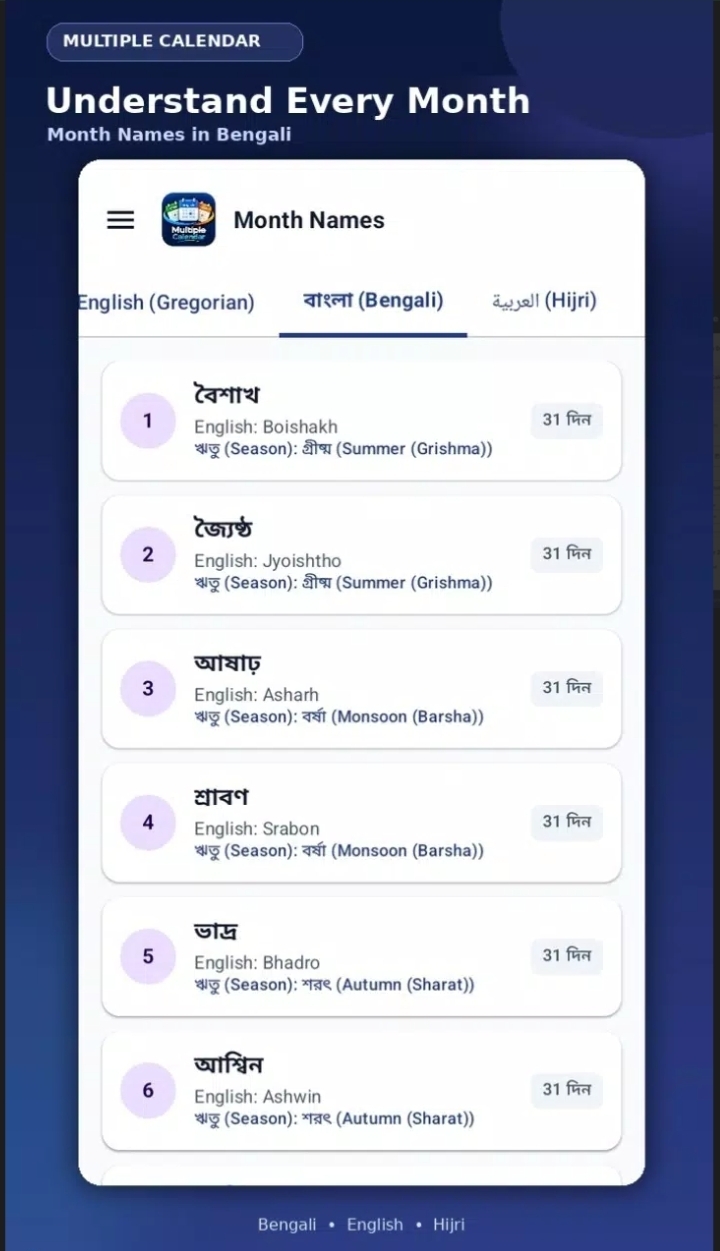 MULTIPLE CALENDAR
Understand Every Month
Month Names in Bengali
Multiple
Calendar
Month Names
English (Gregorian)
বাংলা (Bengali)
العربية (Hijri)
1
বৈশাখ
English: Boishakh
ঋতু (Season): গ্রীষ্ম (Summer (Grishma))
31 দিন
2
জ্যৈষ্ঠ
English: Jyoishtho
ঋতু (Season): গ্রীষ্ম (Summer (Grishma))
31 দিন
3
আষাঢ়
English: Asharh
ঋতু (Season): বর্ষা (Monsoon (Barsha))
31 দিন
4
শ্রাবণ
English: Srabon
ঋতু (Season): বর্ষা (Monsoon (Barsha))
31 দিন
5
ভাদ্র
English: Bhadro
ঋতু (Season): শরৎ (Autumn (Sharat))
31 দিন
6
আশ্বিন
English: Ashwin
ঋতু (Season): শরৎ (Autumn (Sharat))
31 দিন
Bengali • English • Hijri